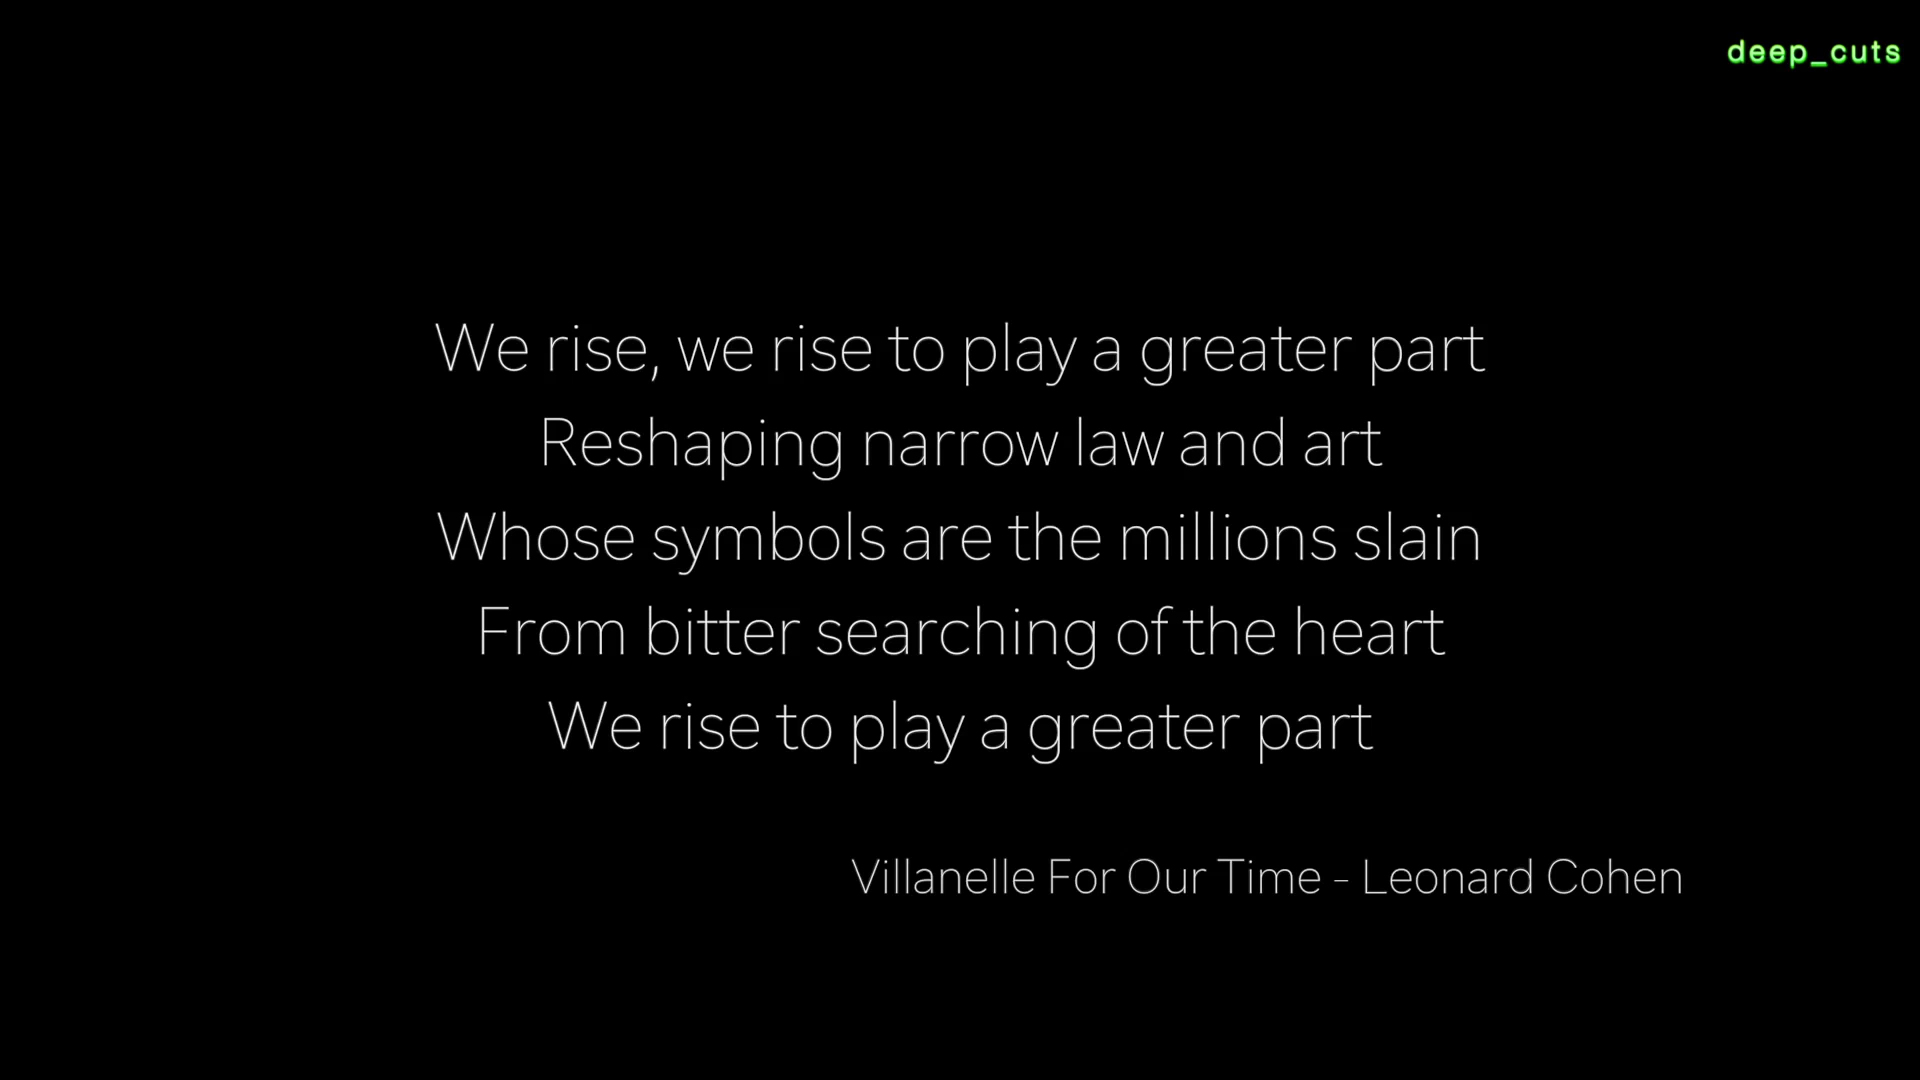 deep_cuts
We rise, we rise to play a greater part
Reshaping narrow law and art
Whose symbols are the millions slain
From bitter searching of the heart
We rise to play a greater part
Villanelle For Our Time - Leonard Cohen